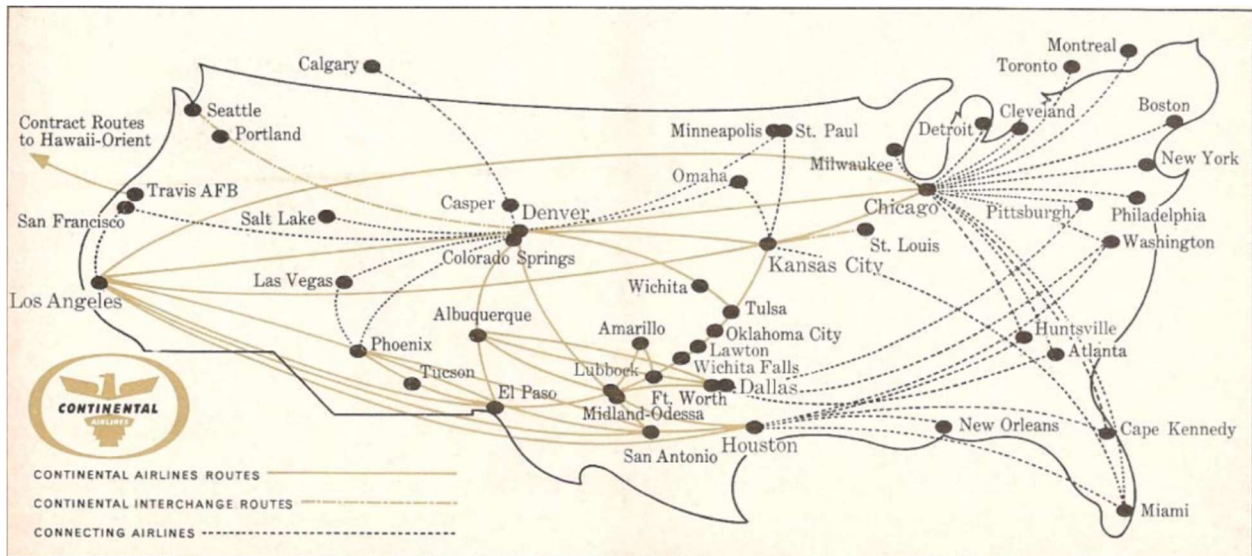 Montreal
Toronto
Calgary
Seattle
Portland
Contract Routes
to Hawaii-Orient
Minneapolis
St. Paul
Detroit
Cleveland
Boston
Milwaukee
New York
Travis AFB
San Francisco
Salt Lake
Casper
Denver
Omaha
Chicago
Pittsburgh
Philadelphia
Washington
St. Louis
Colorado Springs
Kansas City
Los Angeles
Las Vegas
Wichita
Tulsa
Albuquerque
Amarillo
Oklahoma City
Huntsville
Lawton
Atlanta
Phoenix
Tucson
Lubbock
Wichita Falls
El Paso
Ft. Worth
Dallas
Midland-Odessa
Houston
New Orleans
Cape Kennedy
San Antonio
Miami
CONTINENTAL
AIRLINES
CONTINENTAL AIRLINES ROUTES
CONTINENTAL INTERCHANGE ROUTES
CONNECTING AIRLINES